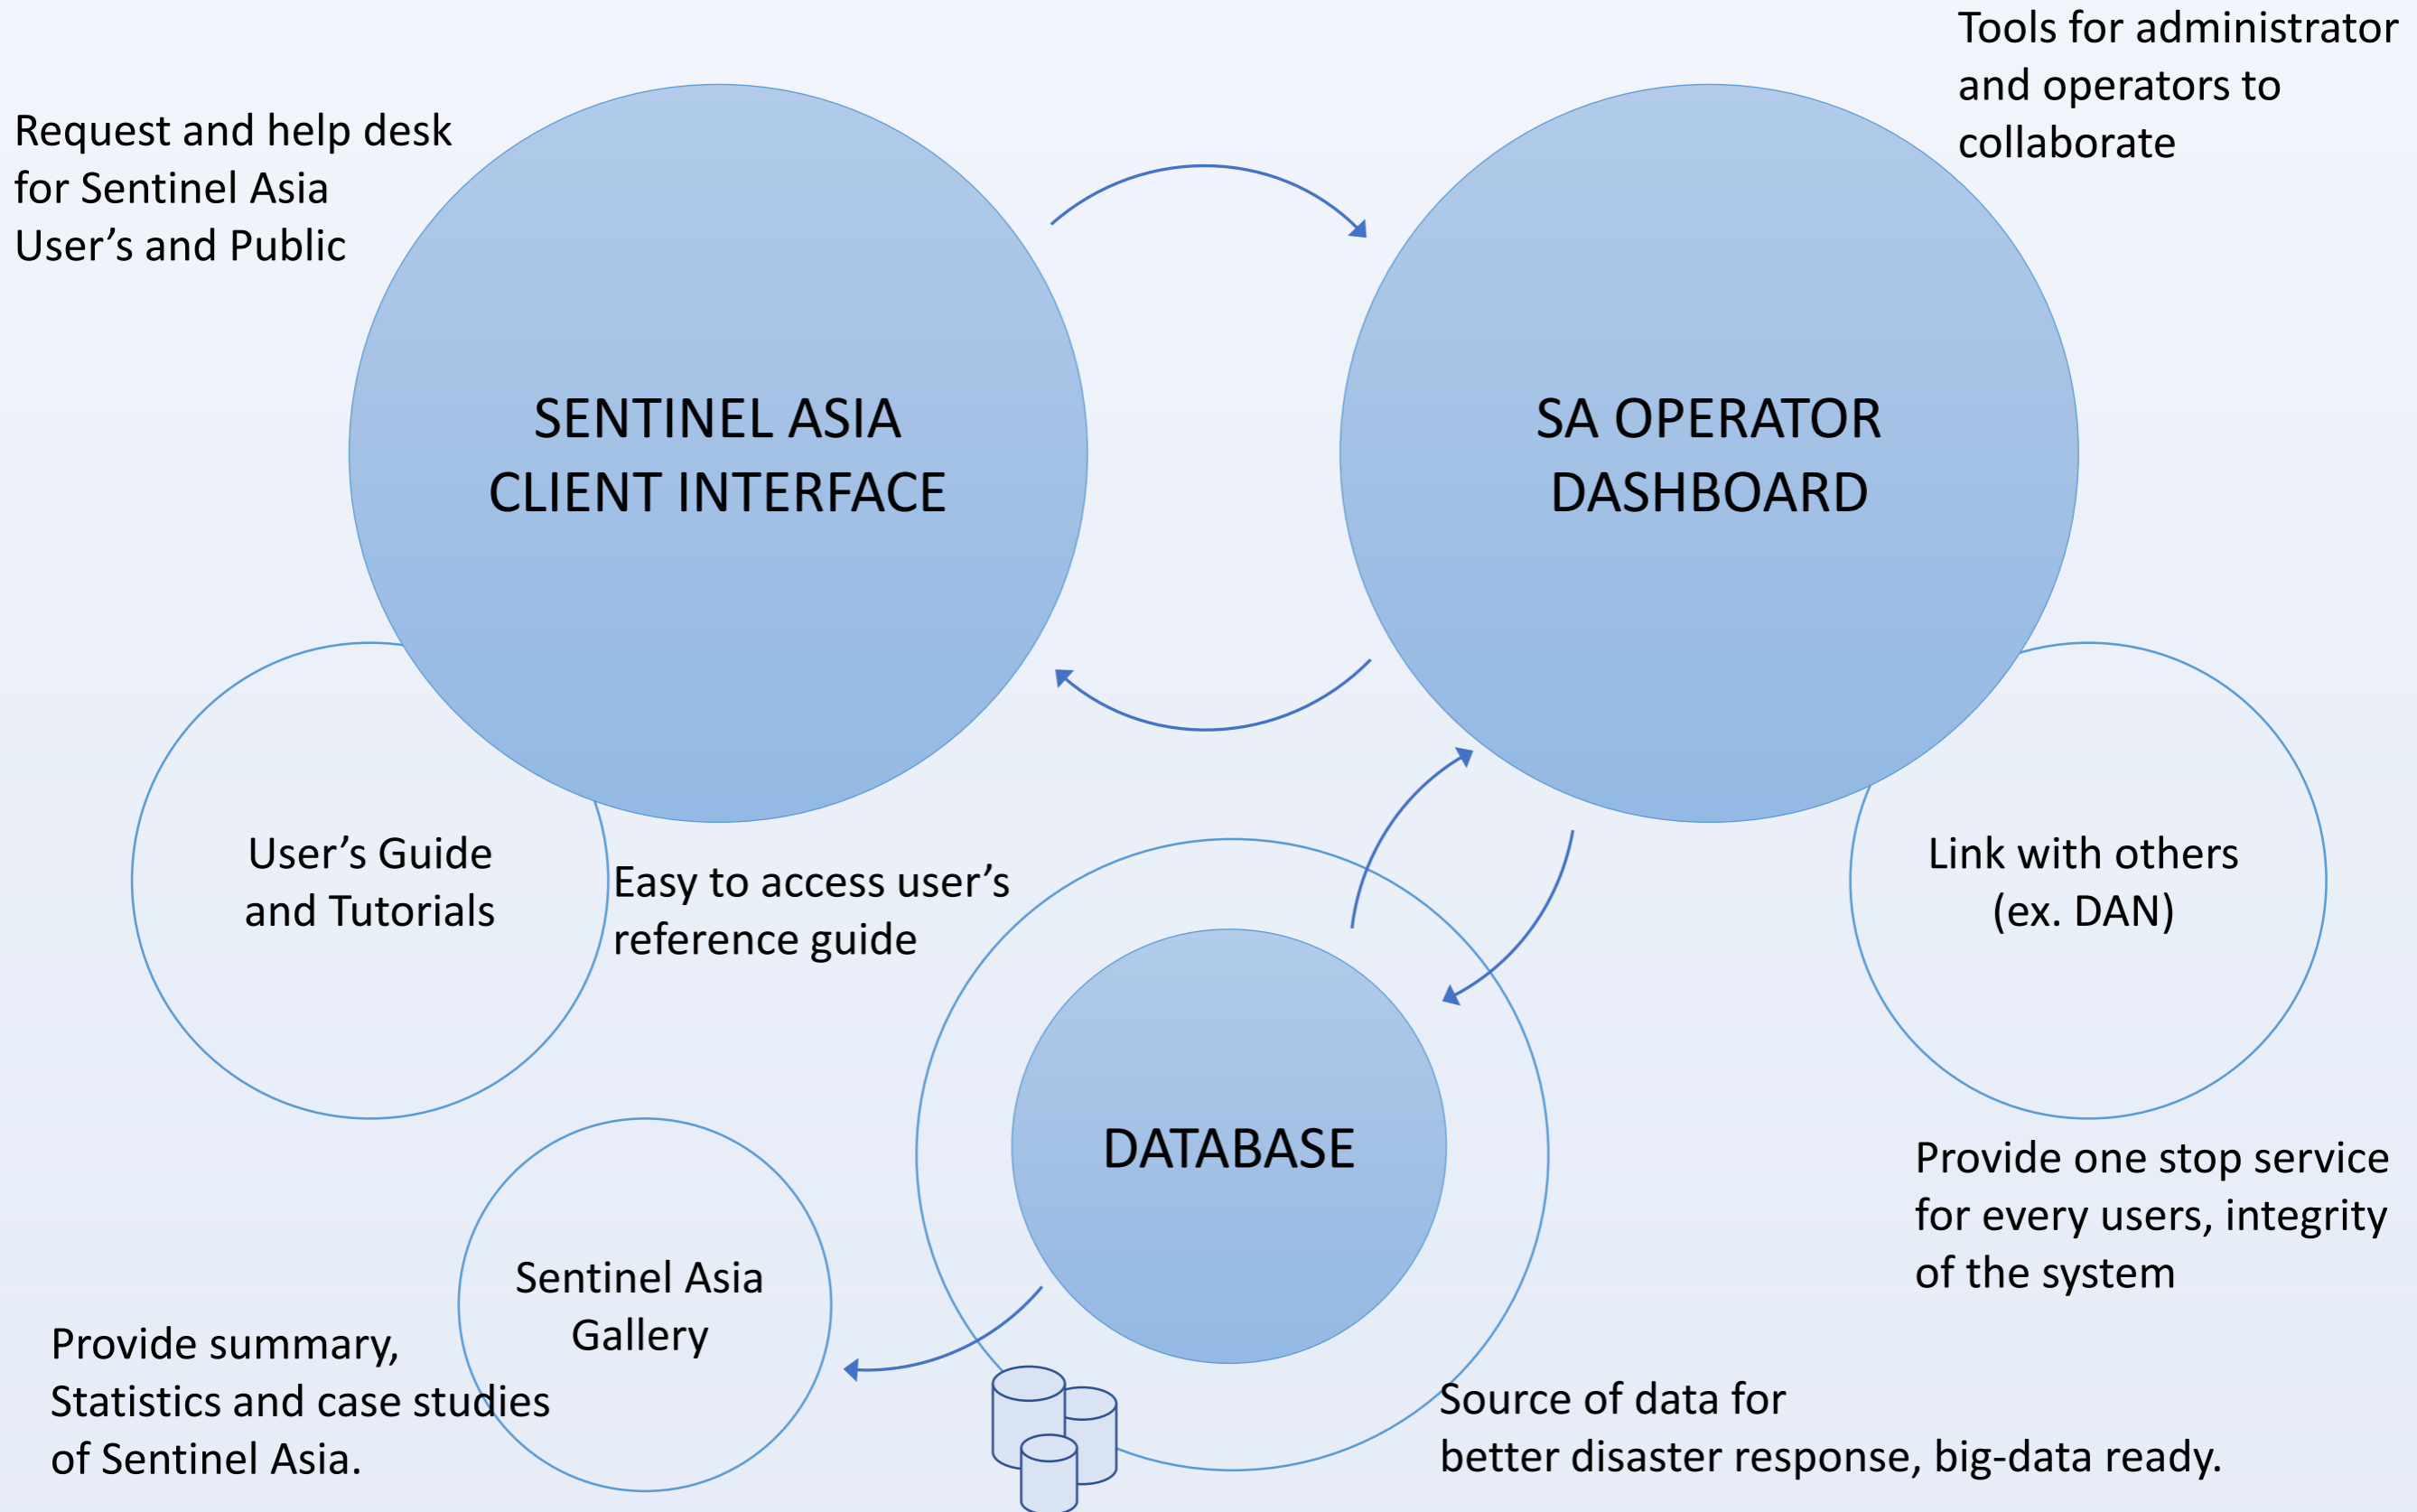 Tools for administrator
and operators to
collaborate
Request and help desk
for Sentinel Asia
User’s and Public
SENTINEL ASIA
CLIENT INTERFACE
SA OPERATOR
DASHBOARD
User’s Guide
and Tutorials
Easy to access user’s
reference guide
Link with others
(ex. DAN)
DATABASE
Provide one stop service
for every users, integrity
of the system
Sentinel Asia
Gallery
Provide summary,
Statistics and case studies
of Sentinel Asia.
Source of data for
better disaster response, big-data ready.